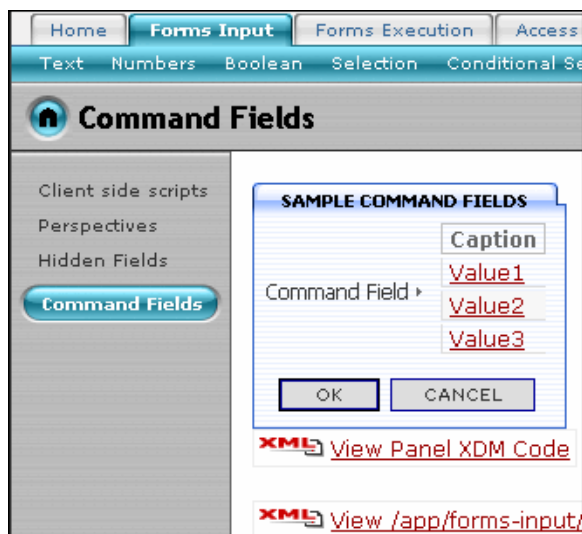 Home Forms Input Forms Execution Access
Text Numbers Boolean Selection Conditional Se
Command Fields
Client side scripts
Perspectives
Hidden Fields
Command Fields
SAMPLE COMMAND FIELDS
Caption
Value1
Command Field
Value2
Value3
OK CANCEL
XML View Panel XDM Code
XML View /app/forms-input/